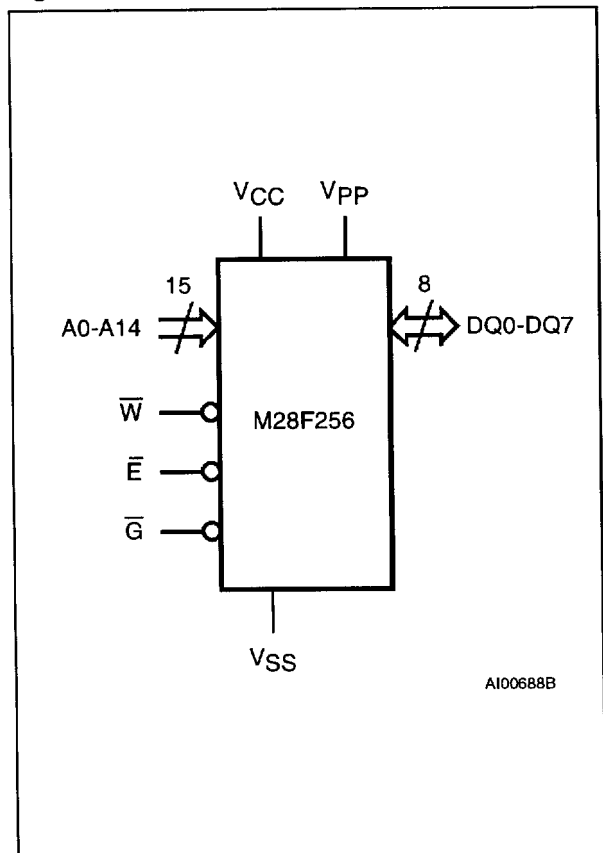 VCC VPP
15 8
A0-A14 DQ0-DQ7
W̅
M28F256
E̅
G̅
VSS
AI00688B